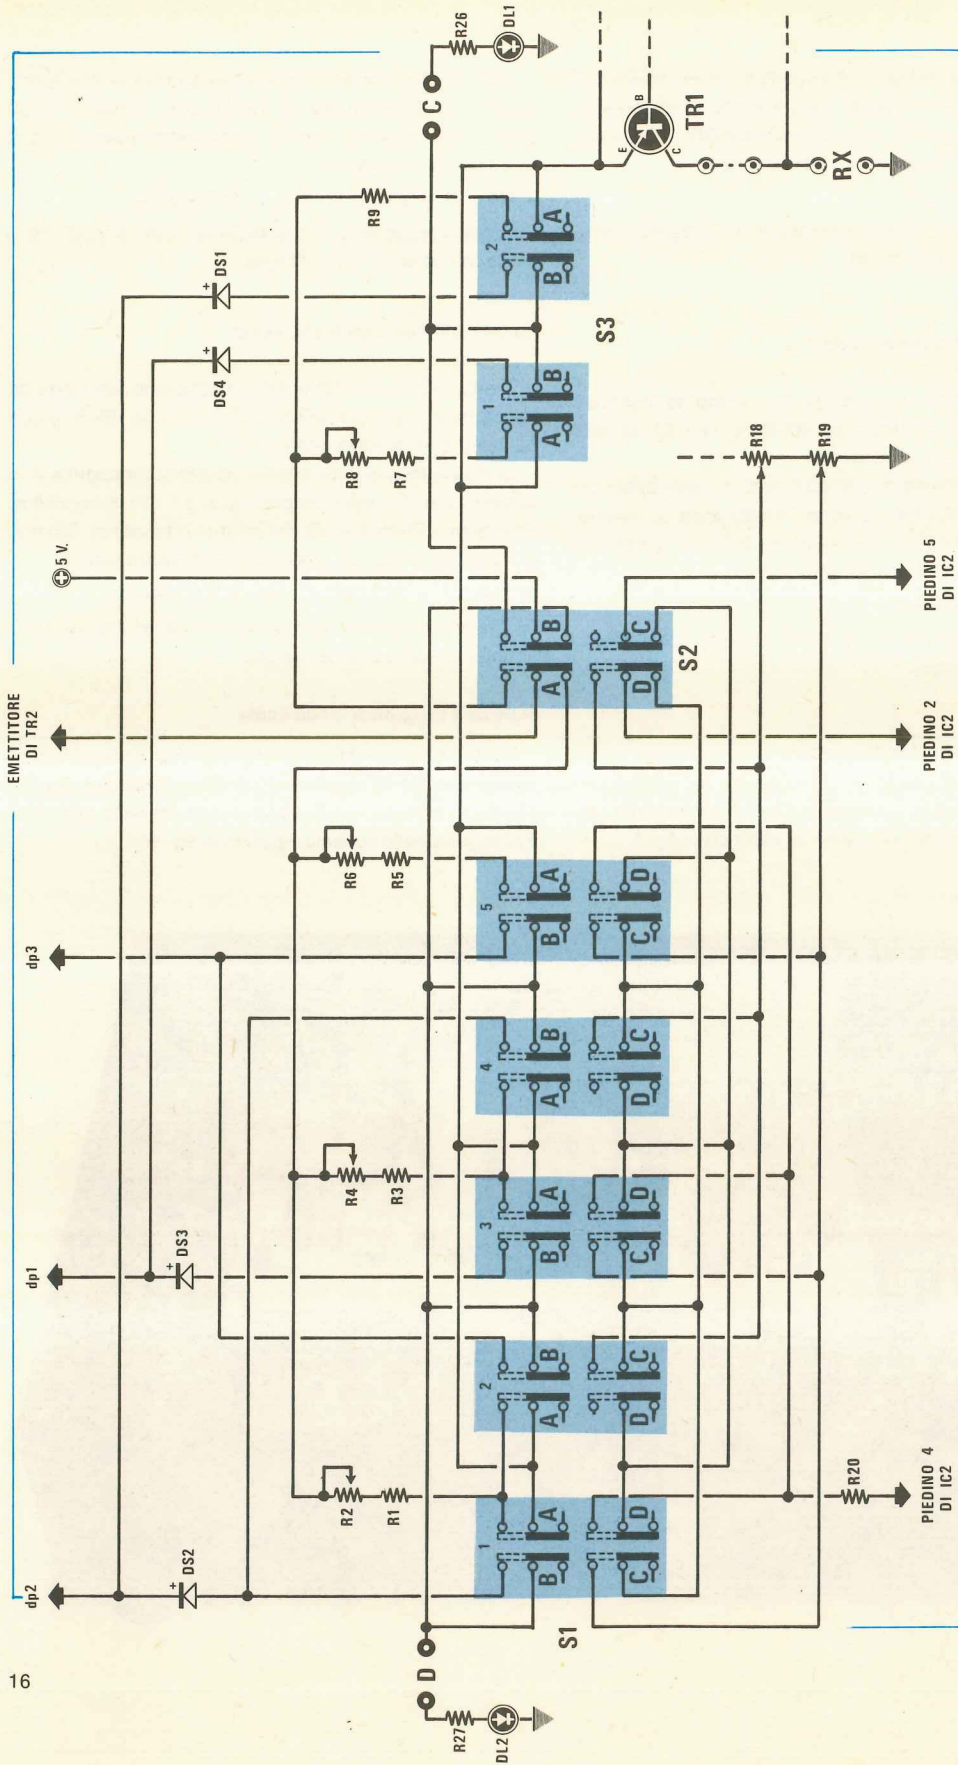 16
dp2
dp1
dp3
EMETTITORE
DI TR2
+ 5 V.
DS2
DS3
DS4
DS1
R2
R1
R4
R3
R6
R5
R8
R7
R9
R27
DL2
D
C
R26
DL1
S1
1
B A
C D
2
A B
D C
3
B A
C D
4
A B
D C
5
B A
C D
S2
A B
D C
S3
1
A B
2
B A
E
B
C
TR1
RX
R18
R19
R20
PIEDINO 4
DI IC2
PIEDINO 2
DI IC2
PIEDINO 5
DI IC2